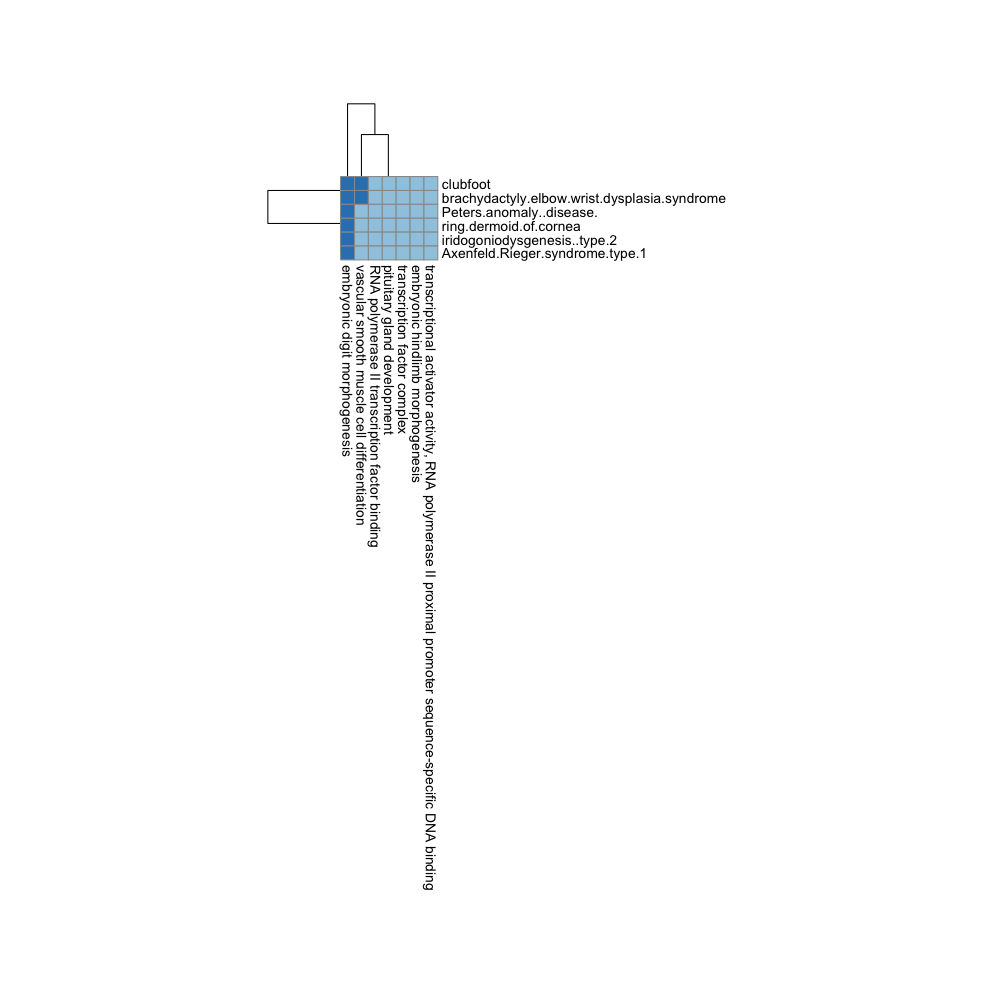 clubfoot
brachydactyly.elbow.wrist.dysplasia.syndrome
Peters.anomaly..disease.
ring.dermoid.of.cornea
iridogoniodysgenesis..type.2
Axenfeld.Rieger.syndrome.type.1
embryonic digit morphogenesis
vascular smooth muscle cell differentiation
RNA polymerase II transcription factor binding
pituitary gland development
transcription factor complex
embryonic hindlimb morphogenesis
transcriptional activator activity, RNA polymerase II proximal promoter sequence-specific DNA binding